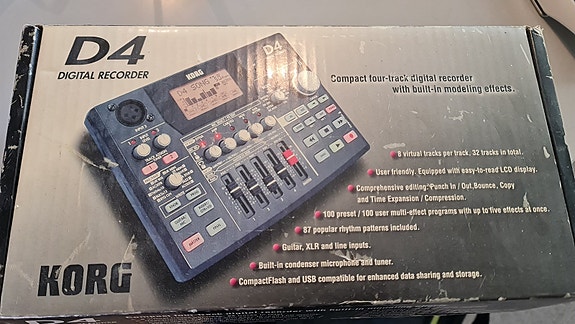 D4
DIGITAL RECORDER
KORG
D4
D4 SONG
Compact four-track digital recorder
with built-in modeling effects.
8 virtual tracks per track, 32 tracks in total.
User friendly. Equipped with easy-to-read LCD display.
Comprehensive editing; Punch In / Out, Bounce, Copy
and Time Expansion / Compression.
100 preset / 100 user multi-effect programs with up to five effects at once.
87 popular rhythm patterns included.
Guitar, XLR and line inputs.
Built-in condenser microphone and tuner.
CompactFlash and USB compatible for enhanced data sharing and storage.
KORG
D4